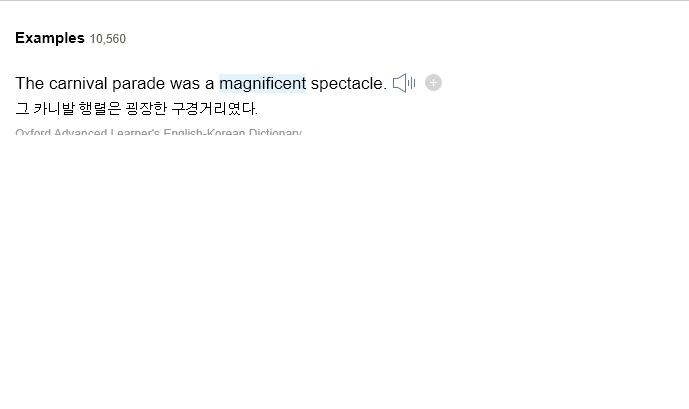 Examples 10,560
The carnival parade was a magnificent spectacle.
그 카니발 행렬은 굉장한 구경거리였다.
Oxford Advanced Learner's English-Korean Dictionary